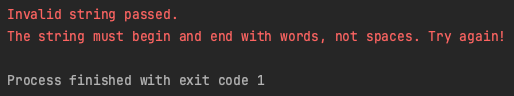 Invalid string passed.
The string must begin and end with words, not spaces. Try again!
Process finished with exit code 1